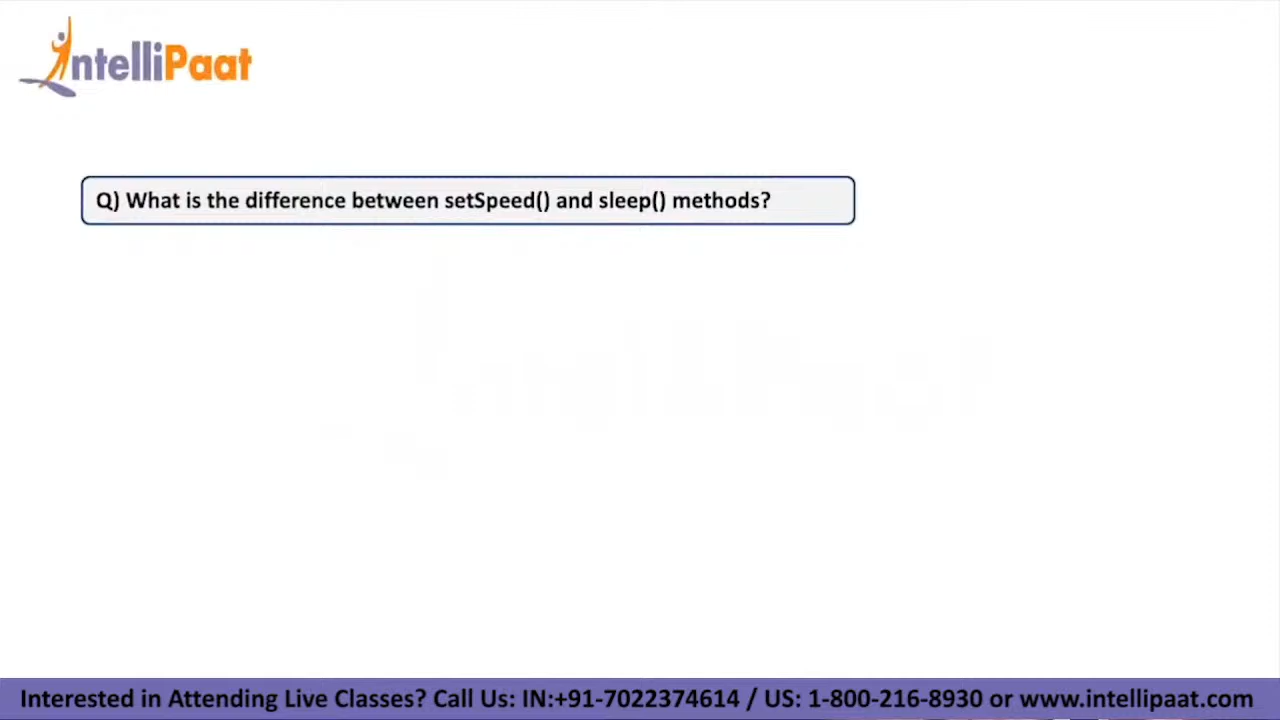 IntelliPaat
Q) What is the difference between setSpeed() and sleep() methods?
Interested in Attending Live Classes? Call Us: IN:+91-7022374614 / US: 1-800-216-8930 or www.intellipaat.com